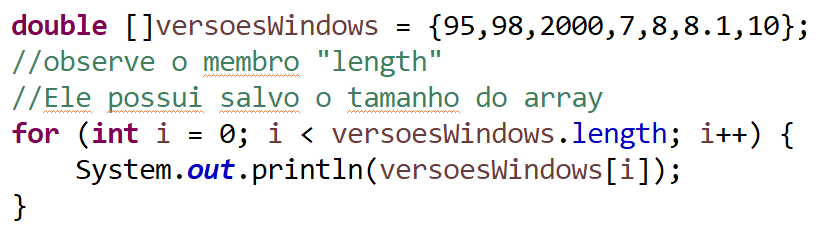 double []versoesWindows = {95,98,2000,7,8,8.1,10};
//observe o membro "length"
//Ele possui salvo o tamanho do array
for (int i = 0; i < versoesWindows.length; i++) {
    System.out.println(versoesWindows[i]);
}